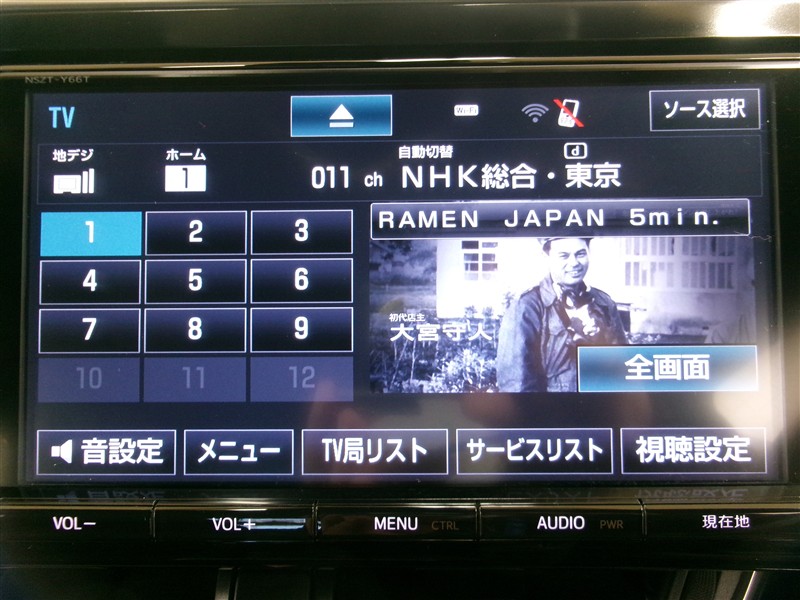 NSZT-Y66T
TV
Wi-Fi
ソース選択
地デジ
ホーム
1
011 ch
自動切替
d
NHK総合・東京
RAMEN JAPAN 5min.
1 2 3
4 5 6
7 8 9
10 11 12
初代店主
大宮守人
全画面
音設定
メニュー
TV局リスト
サービスリスト
視聴設定
VOL−
VOL+
MENU CTRL
AUDIO PWR
現在地